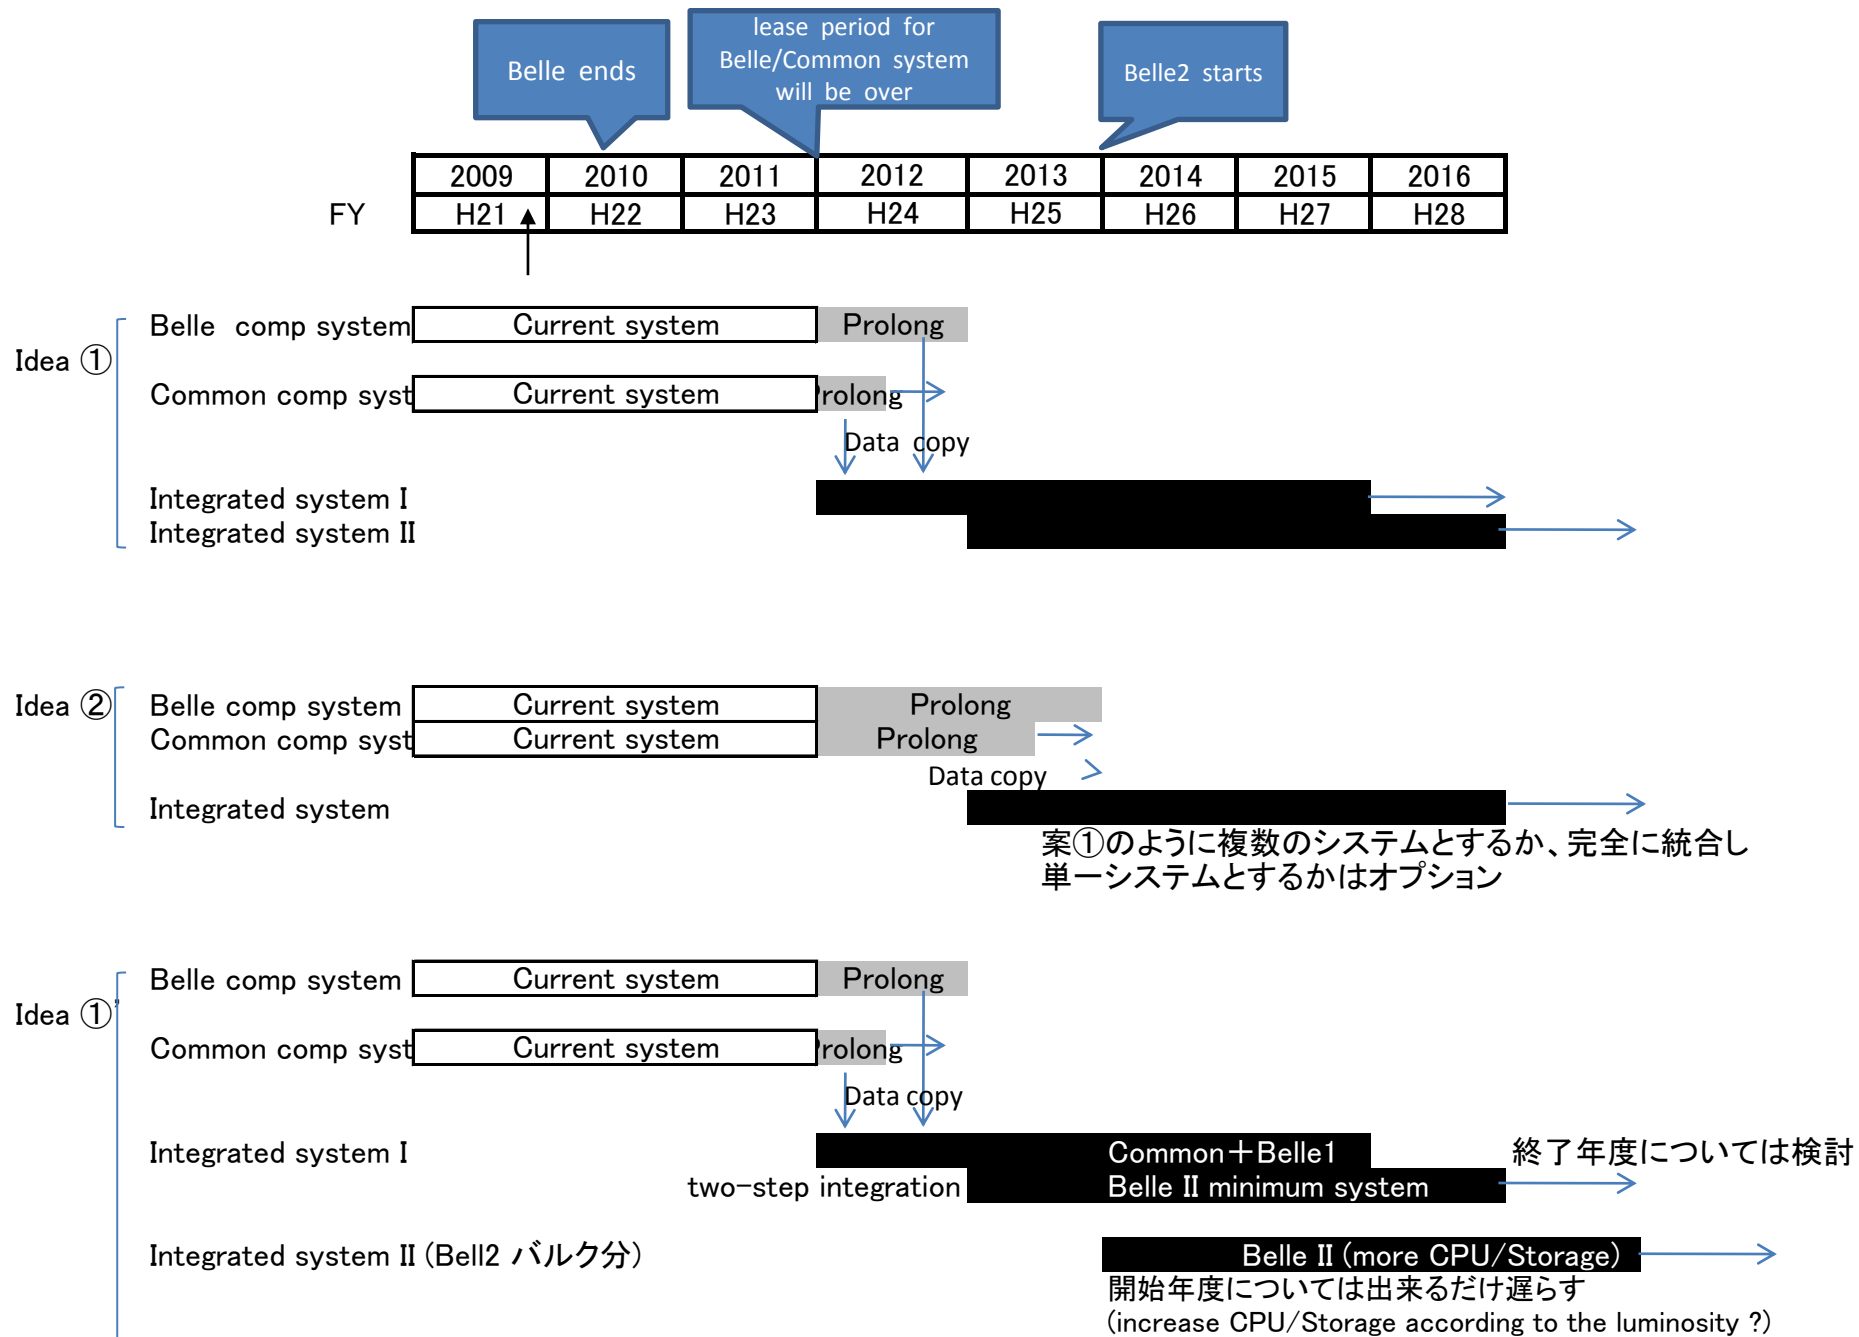 Belle ends
lease period for
Belle/Common system
will be over
Belle2 starts
2009 2010 2011 2012 2013 2014 2015 2016
FY H21 H22 H23 H24 H25 H26 H27 H28
Idea ①
Belle comp system Current system Prolong
Common comp syst Current system Prolong
Data copy
Integrated system I
Integrated system II
Idea ②
Belle comp system Current system Prolong
Common comp syst Current system Prolong
Data copy
Integrated system
案①のように複数のシステムとするか、完全に統合し
単一システムとするかはオプション
Idea ①’
Belle comp system Current system Prolong
Common comp syst Current system Prolong
Data copy
Integrated system I Common+Belle1 終了年度については検討
two-step integration Belle II minimum system
Integrated system II (Bell2 バルク分) Belle II (more CPU/Storage)
開始年度については出来るだけ遅らす
(increase CPU/Storage according to the luminosity ?)